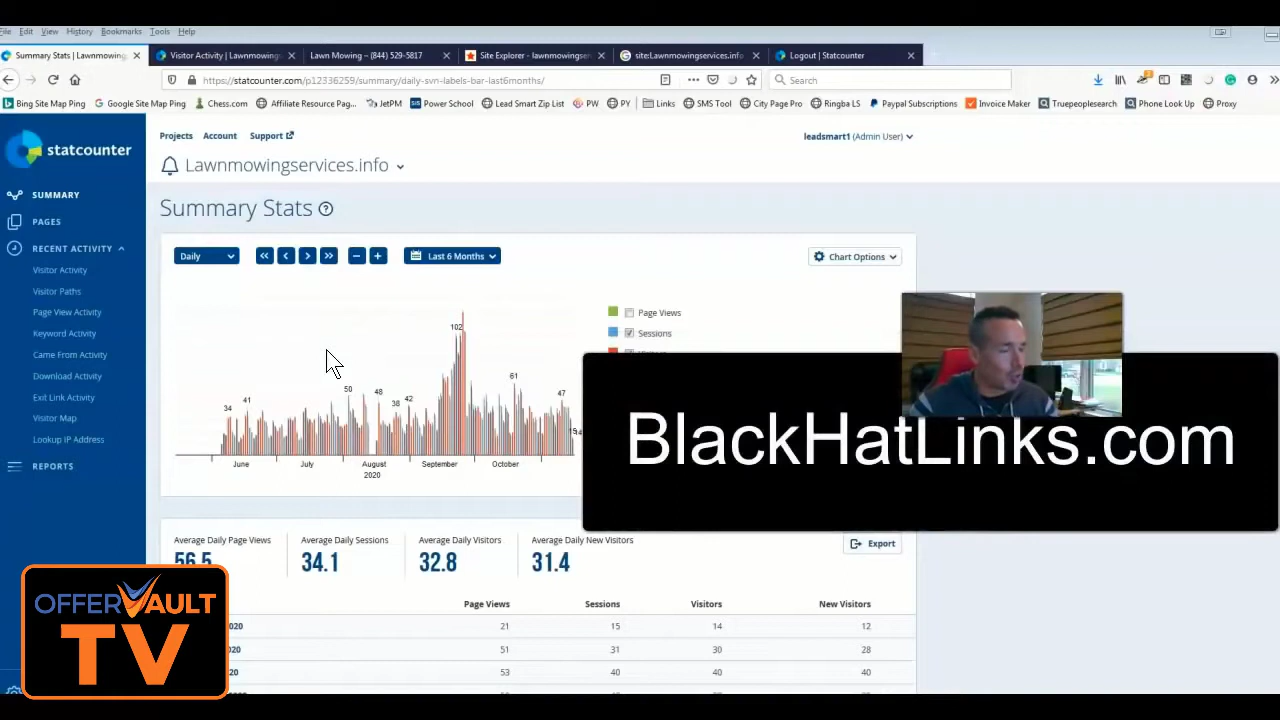 File Edit View History Bookmarks Tools Help
Summary Stats | Lawnmowing
Visitor Activity | Lawnmowing
Lawn Mowing – (844) 529-5817
Site Explorer - lawnmowingser
site:Lawnmowingservices.info
Logout | Statcounter
https://statcounter.com/p12336259/summary/daily-svn-labels-bar-last6months/
Search
Bing Site Map Ping
Google Site Map Ping
Chess.com
Affiliate Resource Pag...
JetPM
Power School
Lead Smart Zip List
PW
PY
Links
SMS Tool
City Page Pro
Ringba LS
Paypal Subscriptions
Invoice Maker
Truepeoplesearch
Phone Look Up
Proxy
statcounter
Projects Account Support
leadsmart1 (Admin User)
Lawnmowingservices.info
SUMMARY
PAGES
RECENT ACTIVITY
Visitor Activity
Visitor Paths
Page View Activity
Keyword Activity
Came From Activity
Download Activity
Exit Link Activity
Visitor Map
Lookup IP Address
REPORTS
Summary Stats
Daily
Last 6 Months
Chart Options
Page Views
Sessions
34 41 50 48 38 42 102 61 47
June July August September October
2020
BlackHatLinks.com
Average Daily Page Views Average Daily Sessions Average Daily Visitors Average Daily New Visitors
56.5 34.1 32.8 31.4
Export
Page Views Sessions Visitors New Visitors
020 21 15 14 12
020 51 31 30 28
20 53 40 40 40
OFFERVAULT
TV